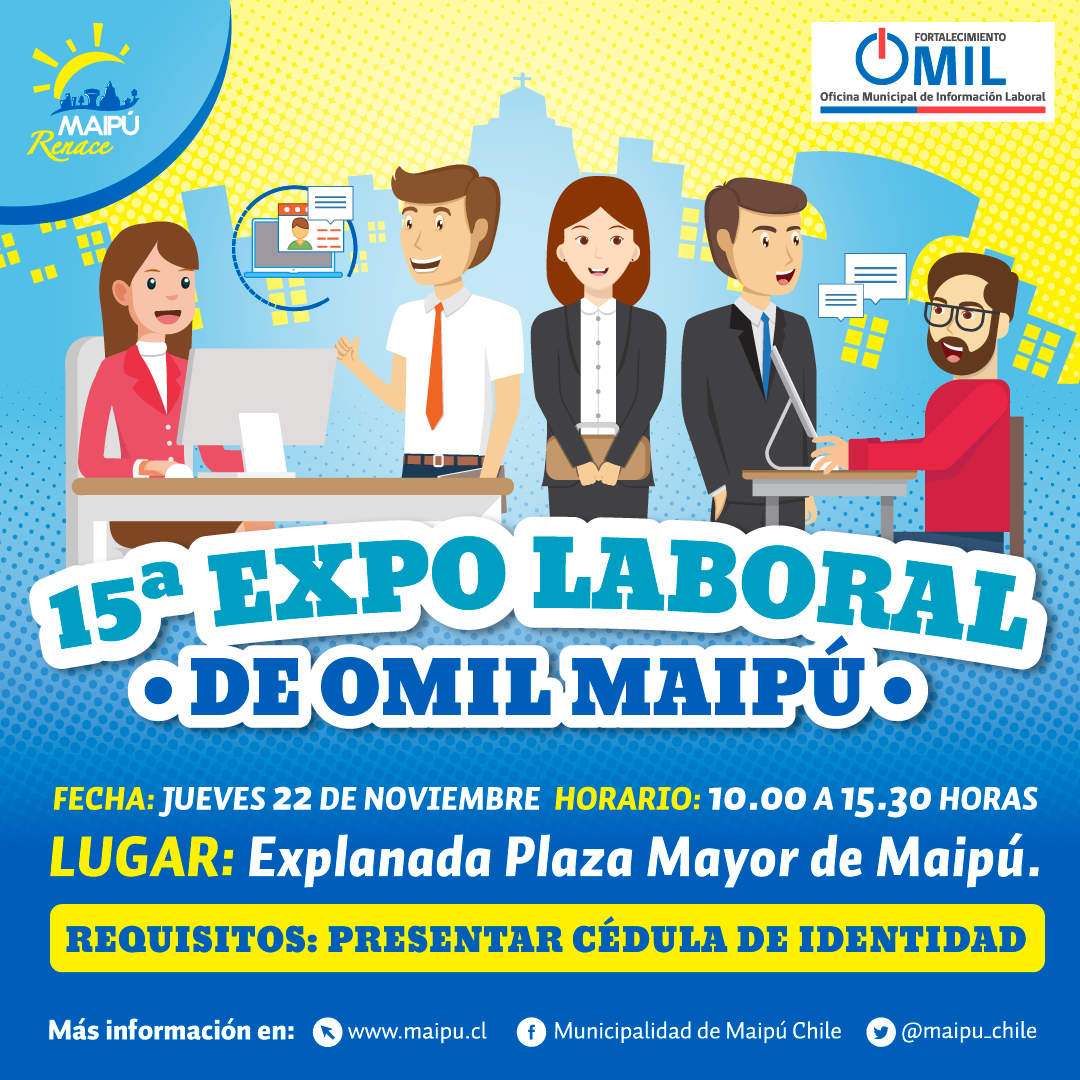 MAIPÚ
Renace
FORTALECIMIENTO
OMIL
Oficina Municipal de Información Laboral
15ª EXPO LABORAL
• DE OMIL MAIPÚ •
FECHA: JUEVES 22 DE NOVIEMBRE HORARIO: 10.00 A 15.30 HORAS
LUGAR: Explanada Plaza Mayor de Maipú.
REQUISITOS: PRESENTAR CÉDULA DE IDENTIDAD
Más información en: www.maipu.cl Municipalidad de Maipú Chile @maipu_chile